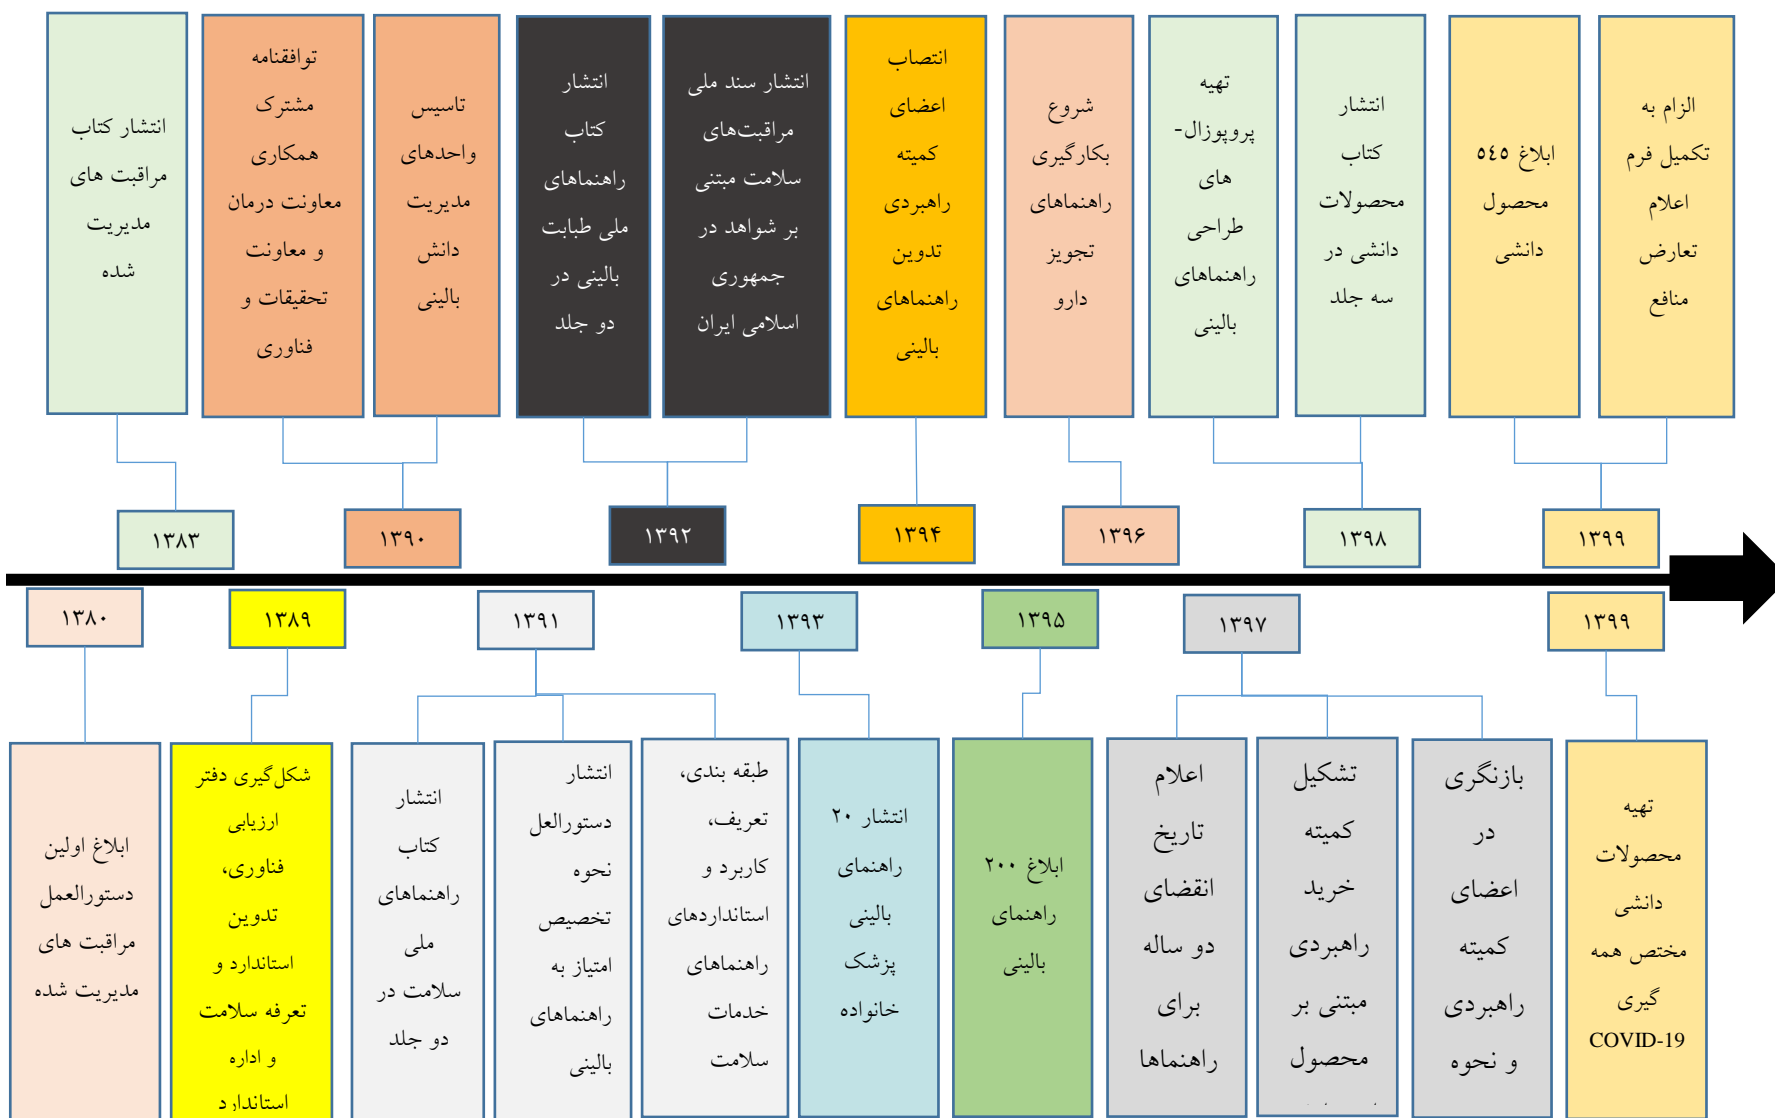 انتشار کتاب
مراقبت های
مدیریت
شده
توافقنامه
مشترک
همکاری
معاونت درمان
و معاونت
تحقیقات و
فناوری
تاسیس
واحدهای
مدیریت
دانش
بالینی
انتشار
کتاب
راهنماهای
ملی طبابت
بالینی در
دو جلد
انتشار سند ملی
مراقبت‌های
سلامت مبتنی
بر شواهد در
جمهوری
اسلامی ایران
انتصاب
اعضای
کمیته
راهبردی
تدوین
راهنماهای
بالینی
شروع
بکارگیری
راهنماهای
تجویز
دارو
تهیه
پروپوزال-
های
طراحی
راهنماهای
بالینی
انتشار
کتاب
محصولات
دانشی در
سه جلد
ابلاغ ٥٤٥
محصول
دانشی
الزام به
تکمیل فرم
اعلام
تعارض
منافع
۱۳۸۳
۱۳۹۰
۱۳۹۲
۱۳۹۴
۱۳۹۶
۱۳۹۸
۱۳۹۹
۱۳۸۰
۱۳۸۹
۱۳۹۱
۱۳۹۳
۱۳۹۵
۱۳۹۷
۱۳۹۹
ابلاغ اولین
دستورالعمل
مراقبت های
مدیریت شده
شکل‌گیری دفتر
ارزیابی
فناوری،
تدوین
استاندارد و
تعرفه سلامت
و اداره
استاندارد
انتشار
کتاب
راهنماهای
ملی
سلامت در
دو جلد
انتشار
دستورالعل
نحوه
تخصیص
امتیاز به
راهنماهای
بالینی
طبقه بندی،
تعریف،
کاربرد و
استانداردهای
راهنماهای
خدمات
سلامت
انتشار ۲۰
راهنمای
بالینی
پزشک
خانواده
ابلاغ ۲۰۰
راهنمای
بالینی
اعلام
تاریخ
انقضای
دو ساله
برای
راهنماها
تشکیل
کمیته
خرید
راهبردی
مبتنی بر
محصول
بازنگری
در
اعضای
کمیته
راهبردی
و نحوه
تهیه
محصولات
دانشی
مختص همه
گیری
COVID-19